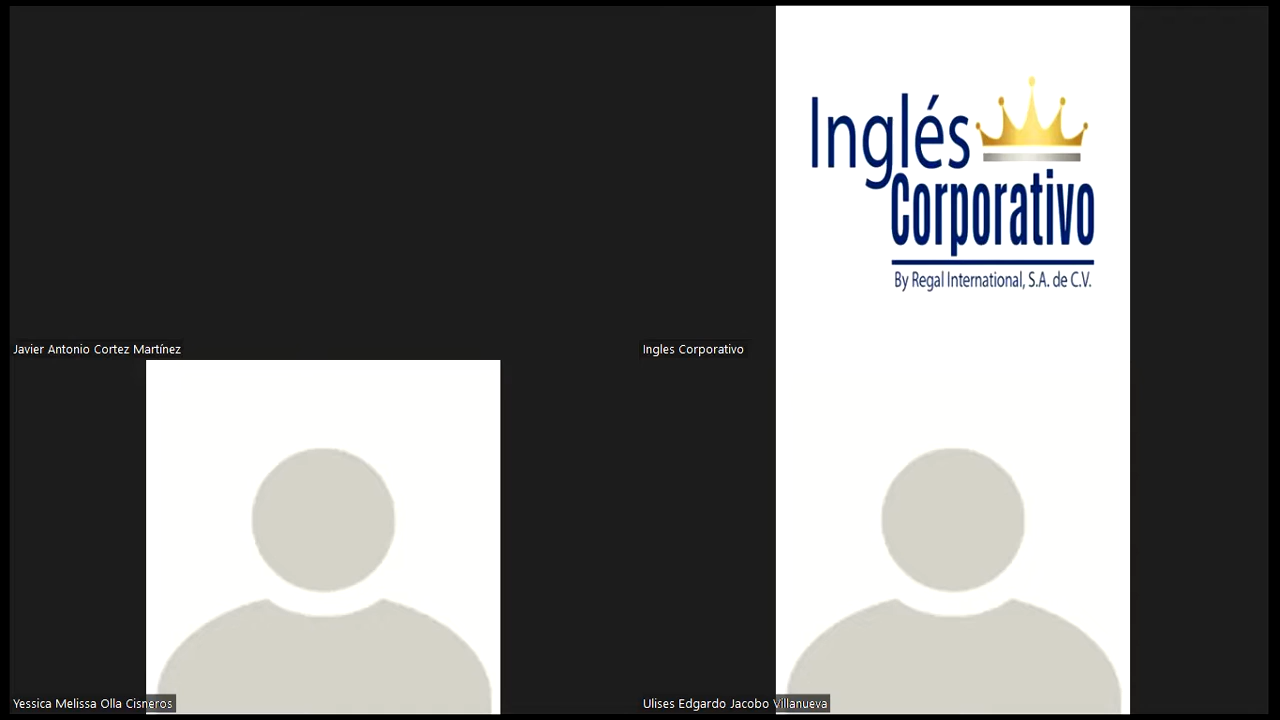 Inglés
Corporativo
By Regal International, S.A. de C.V.
Javier Antonio Cortez Martínez
Ingles Corporativo
Yessica Melissa Olla Cisneros
Ulises Edgardo Jacobo Villanueva